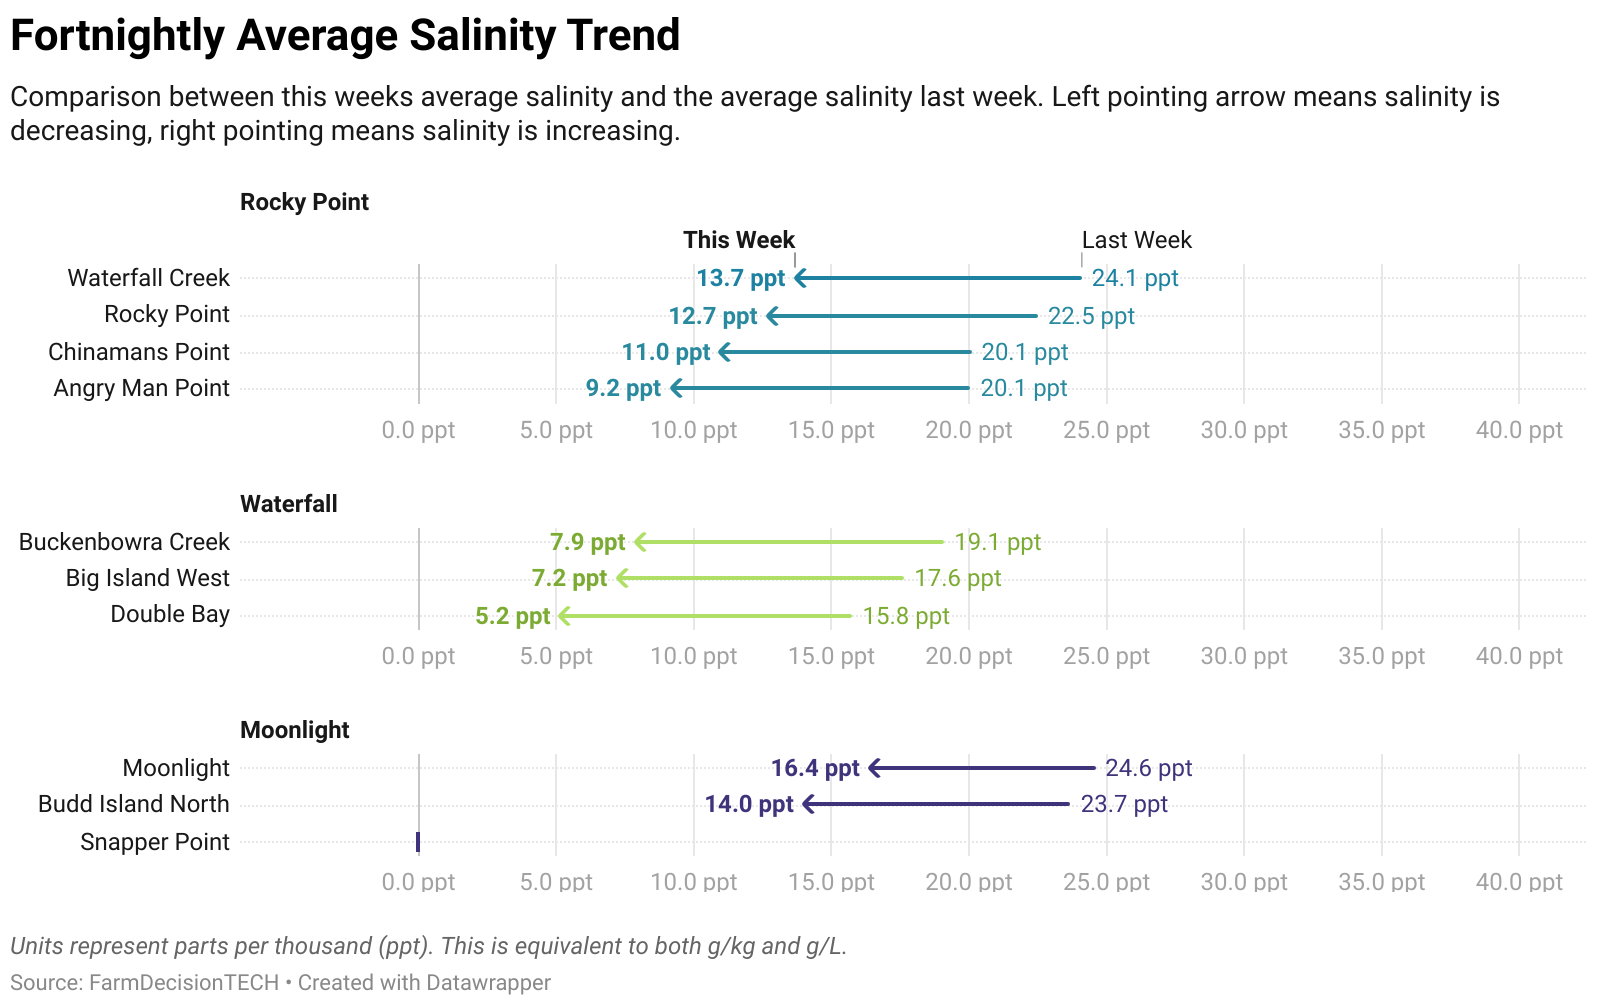 Fortnightly Average Salinity Trend
Comparison between this weeks average salinity and the average salinity last week. Left pointing arrow means salinity is
decreasing, right pointing means salinity is increasing.
Rocky Point
This Week Last Week
Waterfall Creek 13.7 ppt 24.1 ppt
Rocky Point 12.7 ppt 22.5 ppt
Chinamans Point 11.0 ppt 20.1 ppt
Angry Man Point 9.2 ppt 20.1 ppt
0.0 ppt 5.0 ppt 10.0 ppt 15.0 ppt 20.0 ppt 25.0 ppt 30.0 ppt 35.0 ppt 40.0 ppt
Waterfall
Buckenbowra Creek 7.9 ppt 19.1 ppt
Big Island West 7.2 ppt 17.6 ppt
Double Bay 5.2 ppt 15.8 ppt
0.0 ppt 5.0 ppt 10.0 ppt 15.0 ppt 20.0 ppt 25.0 ppt 30.0 ppt 35.0 ppt 40.0 ppt
Moonlight
Moonlight 16.4 ppt 24.6 ppt
Budd Island North 14.0 ppt 23.7 ppt
Snapper Point
0.0 ppt 5.0 ppt 10.0 ppt 15.0 ppt 20.0 ppt 25.0 ppt 30.0 ppt 35.0 ppt 40.0 ppt
Units represent parts per thousand (ppt). This is equivalent to both g/kg and g/L.
Source: FarmDecisionTECH • Created with Datawrapper